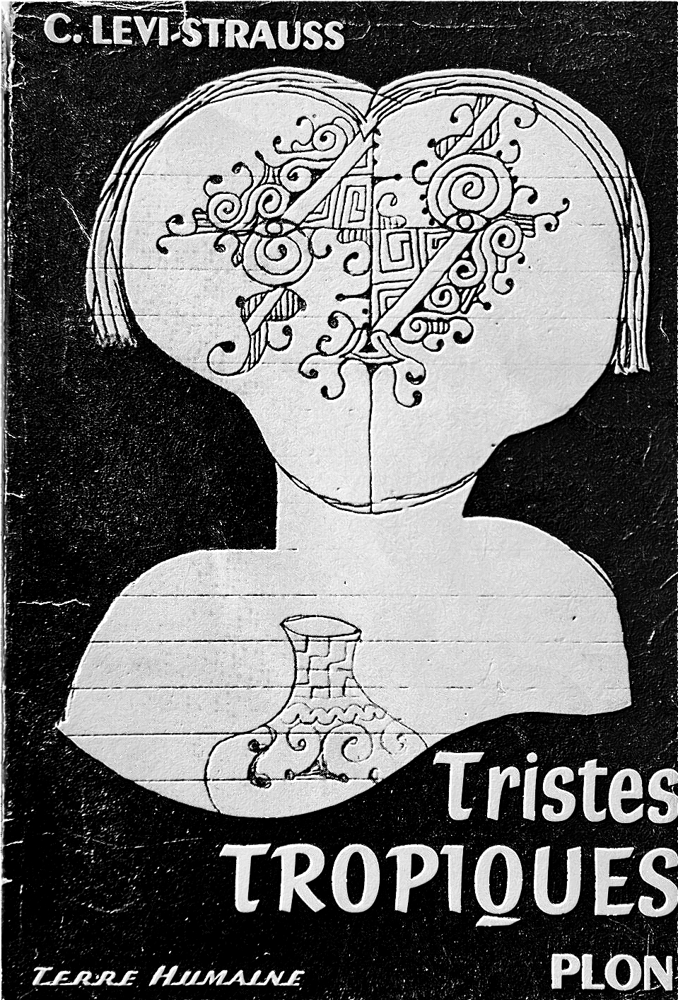 C. LEVI-STRAUSS
Tristes
TROPIQUES
PLON
TERRE HUMAINE